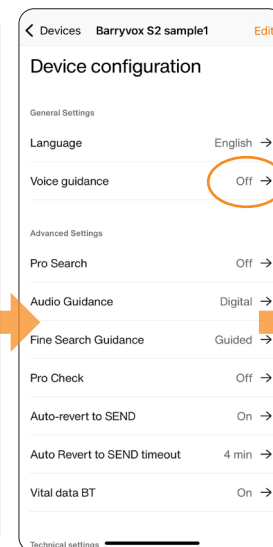 Devices Barryvox S2 sample1 Edit
Device configuration
General Settings
Language English
Voice guidance Off
Advanced Settings
Pro Search Off
Audio Guidance Digital
Fine Search Guidance Guided
Pro Check Off
Auto-revert to SEND On
Auto Revert to SEND timeout 4 min
Vital data BT On
Technical settings